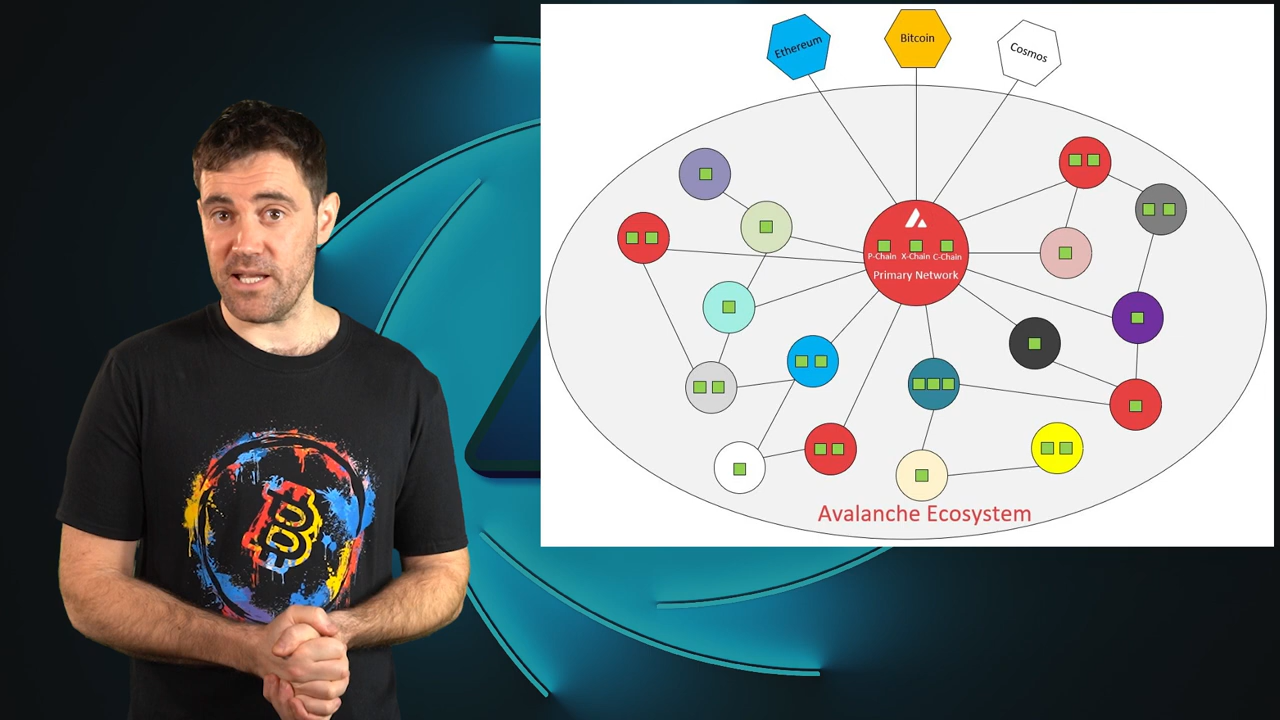 Ethereum
Bitcoin
Cosmos
P-Chain X-Chain C-Chain
Primary Network
Avalanche Ecosystem